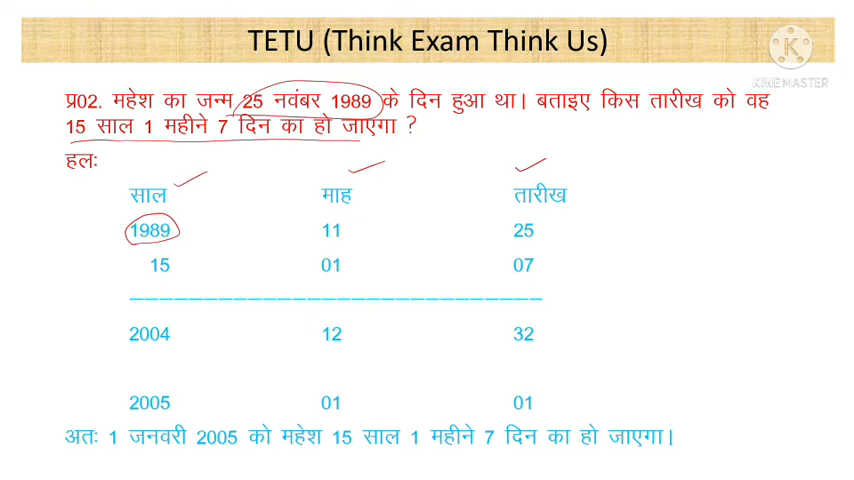 TETU (Think Exam Think Us)
K
KINEMASTER
प्र02. महेश का जन्म 25 नवंबर 1989 के दिन हुआ था। बताइए किस तारीख को वह
15 साल 1 महीने 7 दिन का हो जाएगा ?
हलः
साल माह तारीख
1989 11 25
15 01 07
2004 12 32
2005 01 01
अतः 1 जनवरी 2005 को महेश 15 साल 1 महीने 7 दिन का हो जाएगा।